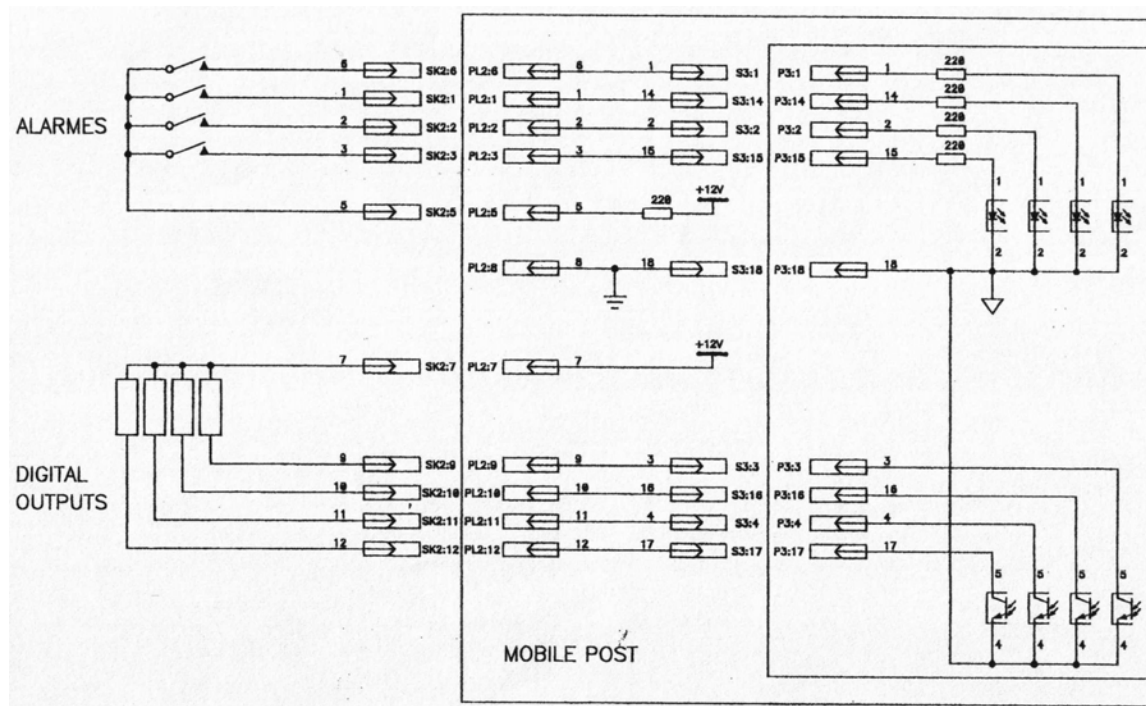 6 SK2:6 PL2:6 6 1 S3:1 P3:1 1 220
1 SK2:1 PL2:1 1 14 S3:14 P3:14 14 220
ALARMES
2 SK2:2 PL2:2 2 2 S3:2 P3:2 2 220
3 SK2:3 PL2:3 3 15 S3:15 P3:15 15 220
+12V
1 1 1 1
5 SK2:5 PL2:5 5 220
2 2 2 2
PL2:8 8 18 S3:18 P3:18 18
+12V
7 SK2:7 PL2:7 7
9 SK2:9 PL2:9 9 3 S3:3 P3:3 3
DIGITAL
OUTPUTS
10 SK2:10 PL2:10 10 16 S3:16 P3:16 16
11 SK2:11 PL2:11 11 4 S3:4 P3:4 4
12 SK2:12 PL2:12 12 17 S3:17 P3:17 17
5 5 5 5
4 4 4 4
MOBILE POST